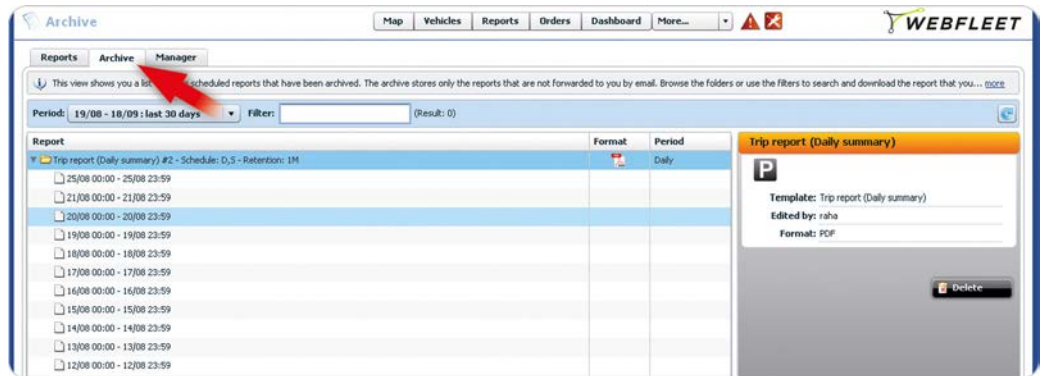 Archive
Map Vehicles Reports Orders Dashboard More...
WEBFLEET
Reports Archive Manager
This view shows you a list scheduled reports that have been archived. The archive stores only the reports that are not forwarded to you by email. Browse the folders or use the filters to search and download the report that you... more
Period: 19/08 - 18/09 : last 30 days Filter: (Result: 0)
Report Format Period
Trip report (Daily summary) #2 - Schedule: D,S - Retention: 1M Daily
25/08 00:00 - 25/08 23:59
21/08 00:00 - 21/08 23:59
20/08 00:00 - 20/08 23:59
19/08 00:00 - 19/08 23:59
18/08 00:00 - 18/08 23:59
17/08 00:00 - 17/08 23:59
16/08 00:00 - 16/08 23:59
15/08 00:00 - 15/08 23:59
14/08 00:00 - 14/08 23:59
13/08 00:00 - 13/08 23:59
12/08 00:00 - 12/08 23:59
Trip report (Daily summary)
P
Template: Trip report (Daily summary)
Edited by: raha
Format: PDF
Delete